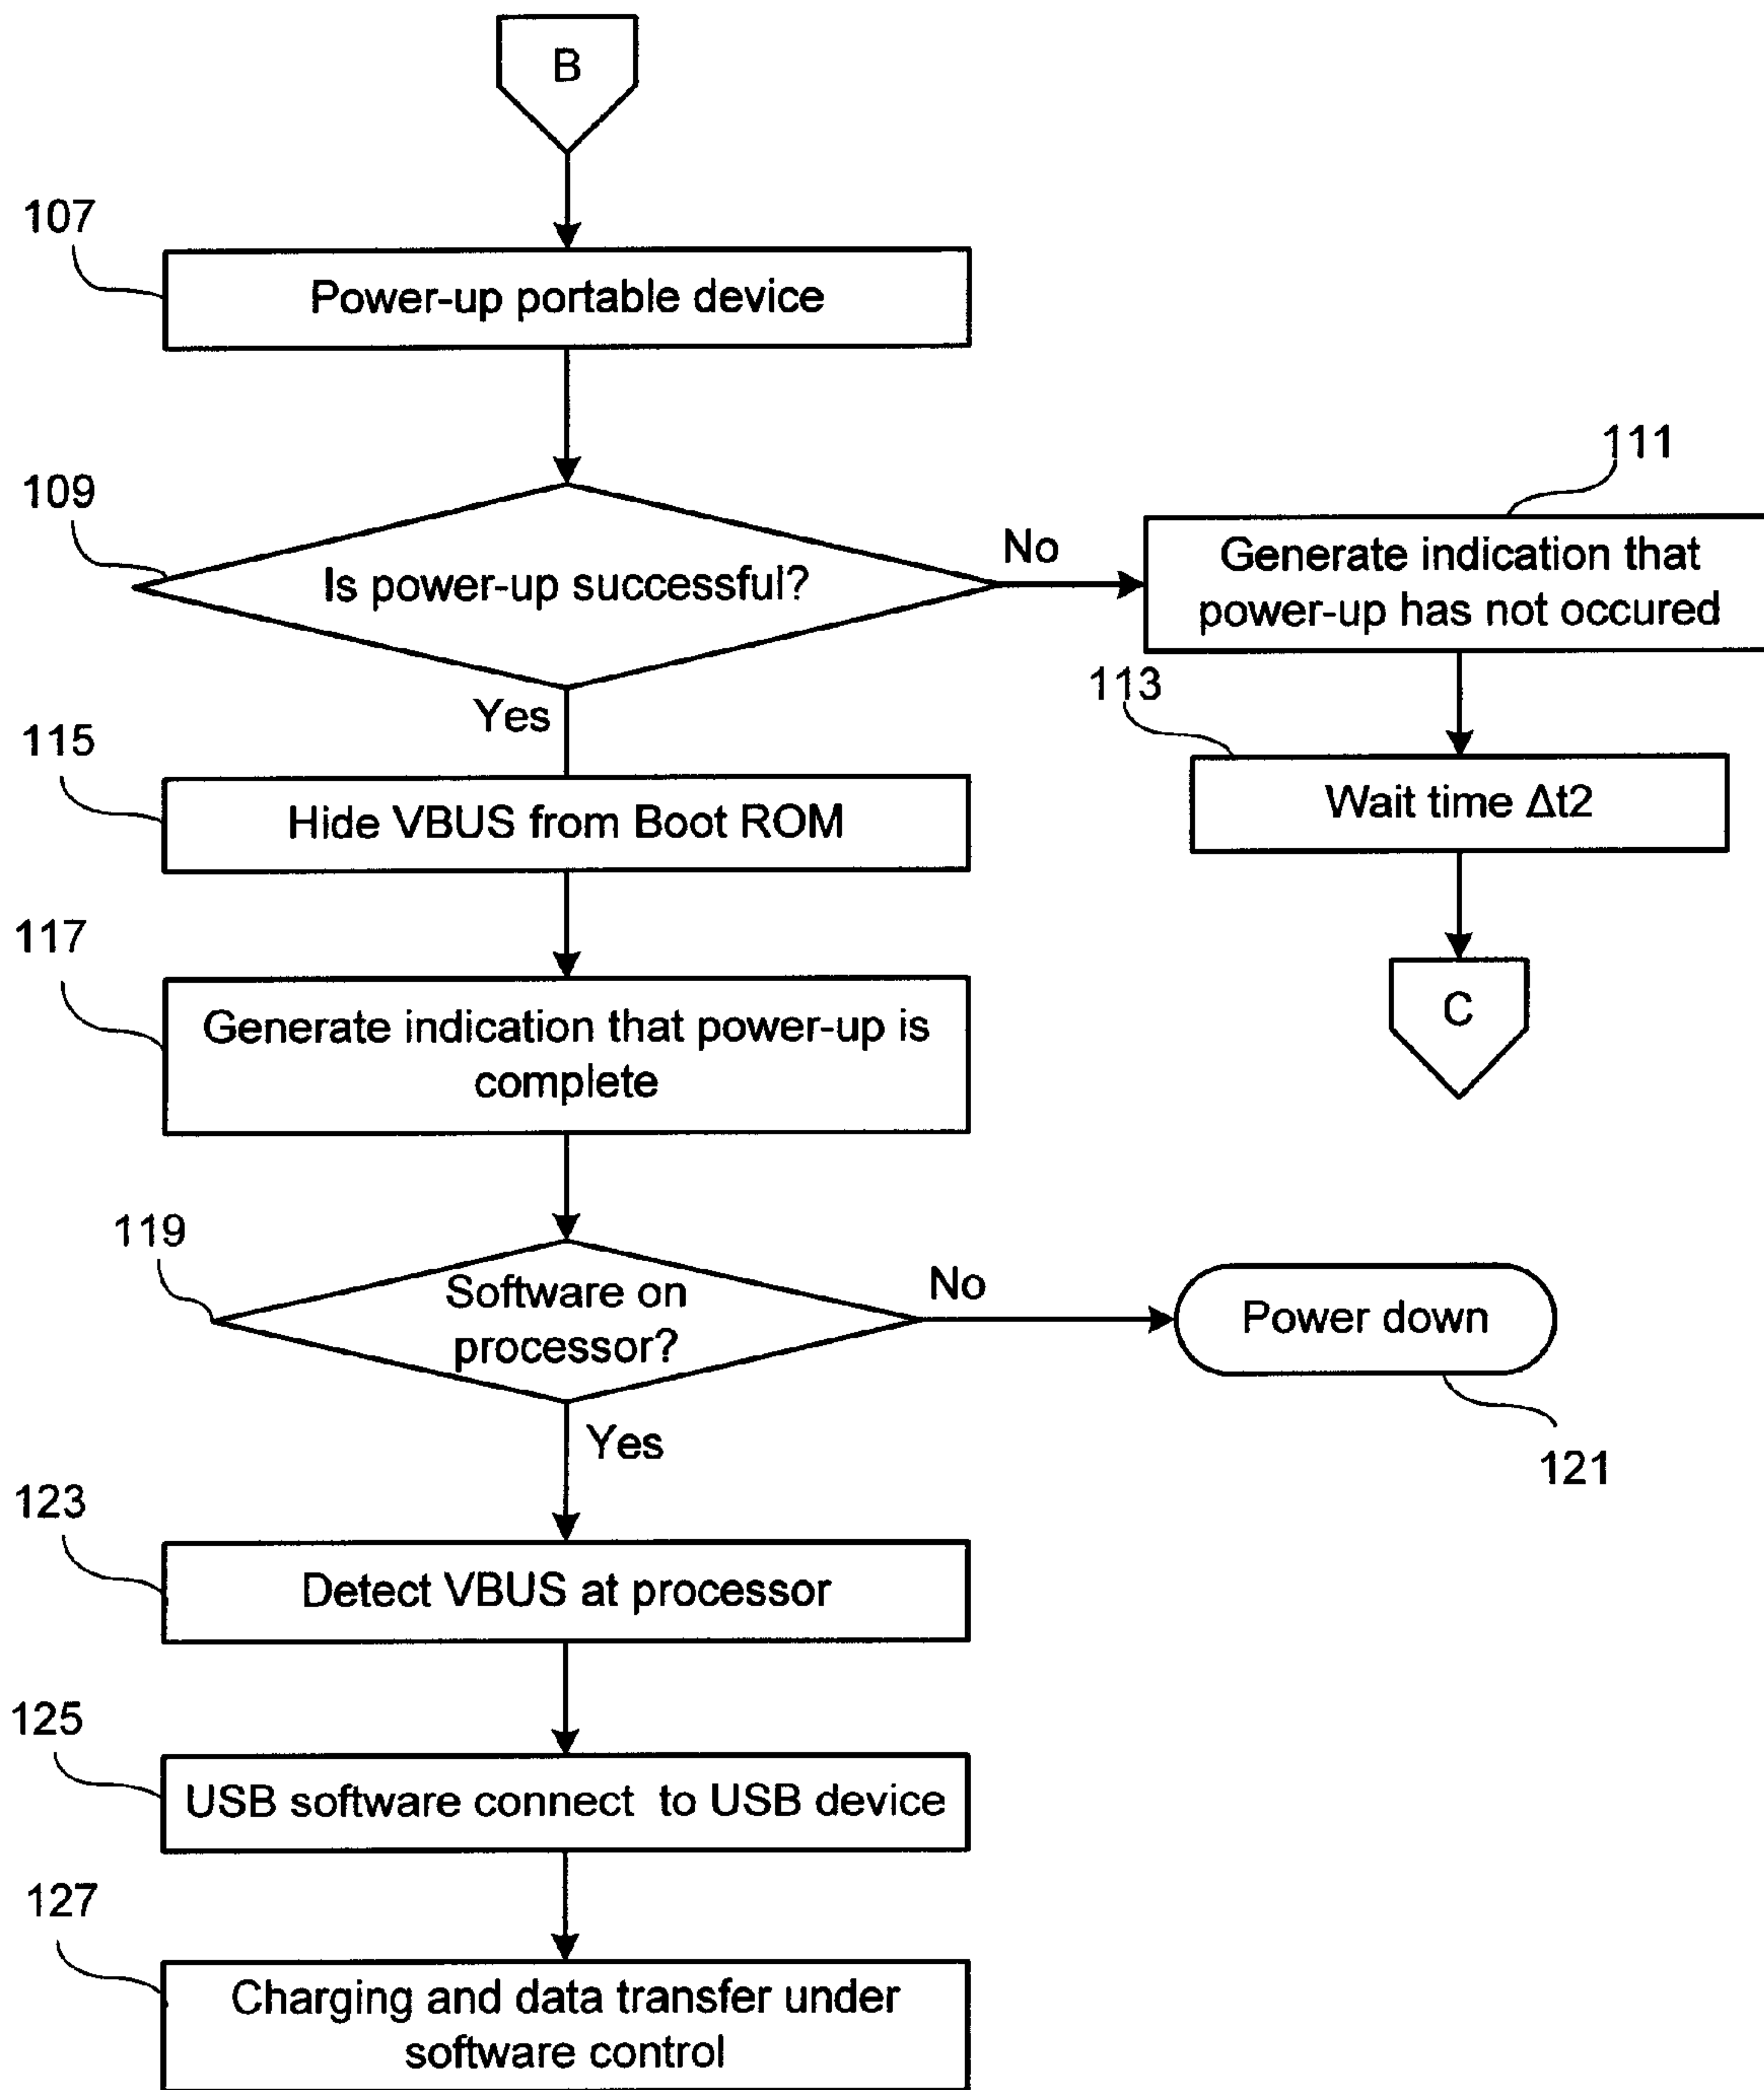 B
107
Power-up portable device
109
Is power-up successful?
No
111
Generate indication that
power-up has not occured
Yes
113
Wait time Δt2
C
115
Hide VBUS from Boot ROM
117
Generate indication that power-up is
complete
119
Software on
processor?
No
Power down
121
Yes
123
Detect VBUS at processor
125
USB software connect to USB device
127
Charging and data transfer under
software control